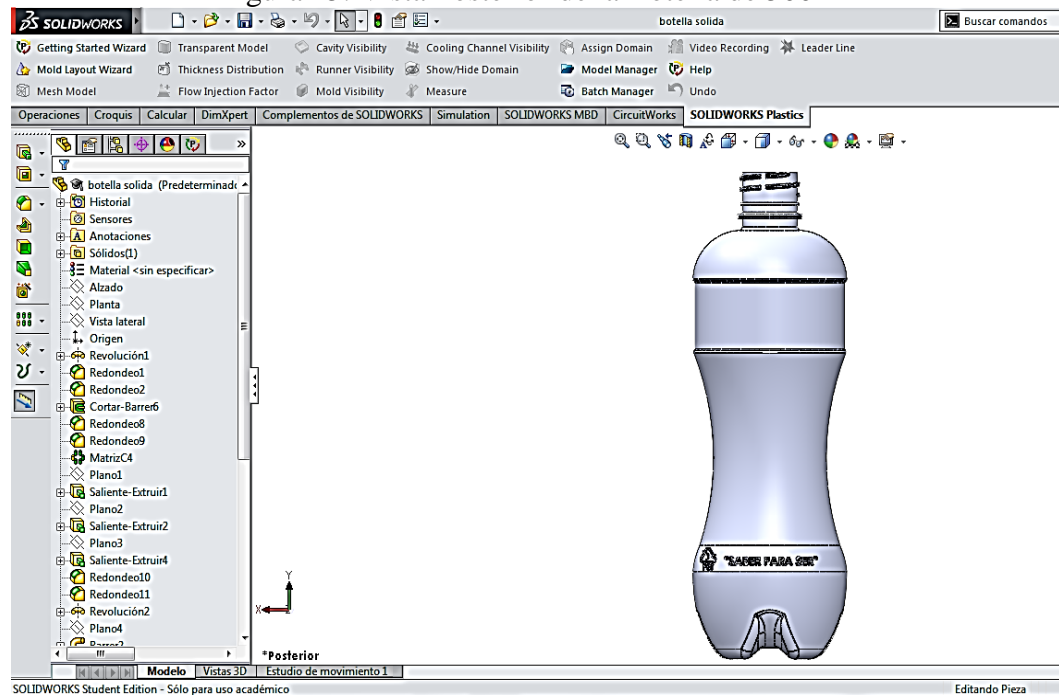 SOLIDWORKS
botella solida
Buscar comandos
Getting Started Wizard
Transparent Model
Cavity Visibility
Cooling Channel Visibility
Assign Domain
Video Recording
Leader Line
Mold Layout Wizard
Thickness Distribution
Runner Visibility
Show/Hide Domain
Model Manager
Help
Mesh Model
Flow Injection Factor
Mold Visibility
Measure
Batch Manager
Undo
Operaciones
Croquis
Calcular
DimXpert
Complementos de SOLIDWORKS
Simulation
SOLIDWORKS MBD
CircuitWorks
SOLIDWORKS Plastics
botella solida (Predeterminado
Historial
Sensores
Anotaciones
Sólidos(1)
Material <sin especificar>
Alzado
Planta
Vista lateral
Origen
Revolución1
Redondeo1
Redondeo2
Cortar-Barrer6
Redondeo8
Redondeo9
MatrizC4
Plano1
Saliente-Extruir1
Plano2
Saliente-Extruir2
Plano3
Saliente-Extruir4
Redondeo10
Redondeo11
Revolución2
Plano4
Barrer2
"SABER PARA SER"
Y
X
Z
*Posterior
Modelo
Vistas 3D
Estudio de movimiento 1
SOLIDWORKS Student Edition - Sólo para uso académico
Editando Pieza